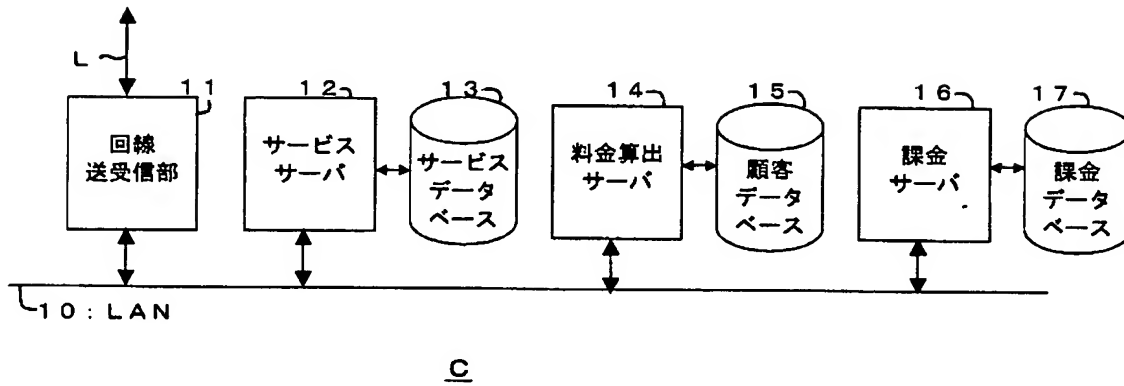 L
11
回線
送受信部
12
サービス
サーバ
13
サービス
データ
ベース
14
料金算出
サーバ
15
顧客
データ
ベース
16
課金
サーバ
17
課金
データ
ベース
10:LAN
C